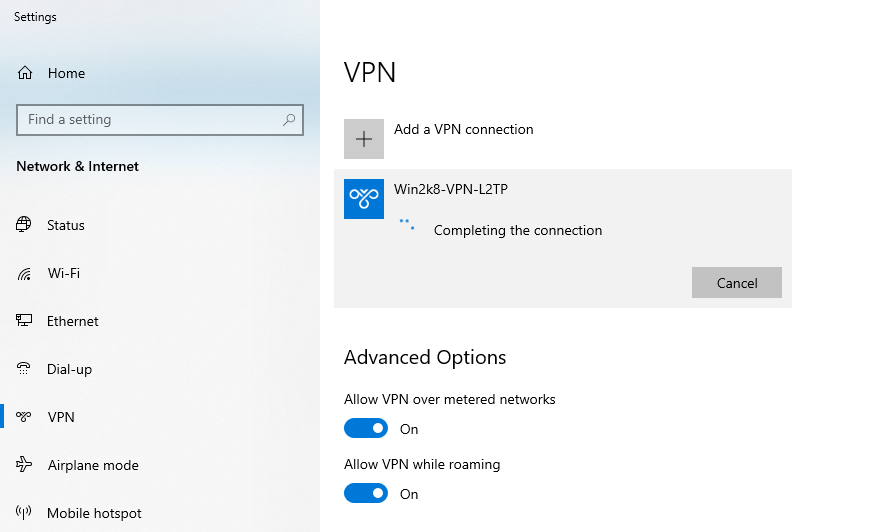 Settings
Home
Find a setting
Network & Internet
Status
Wi-Fi
Ethernet
Dial-up
VPN
Airplane mode
Mobile hotspot
VPN
Add a VPN connection
Win2k8-VPN-L2TP
Completing the connection
Cancel
Advanced Options
Allow VPN over metered networks
On
Allow VPN while roaming
On